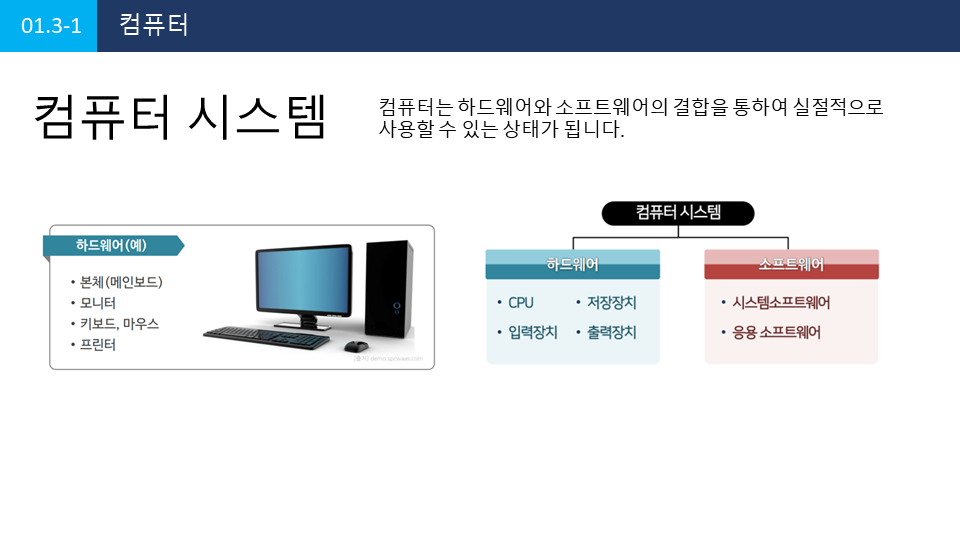 01.3-1 컴퓨터
컴퓨터 시스템
컴퓨터는 하드웨어와 소프트웨어의 결합을 통하여 실절적으로
사용할 수 있는 상태가 됩니다.
하드웨어(예)
• 본체(메인보드)
• 모니터
• 키보드, 마우스
• 프린터
[출처] demo.spcwaas.com
컴퓨터 시스템
하드웨어
• CPU • 저장장치
• 입력장치 • 출력장치
소프트웨어
• 시스템소프트웨어
• 응용 소프트웨어